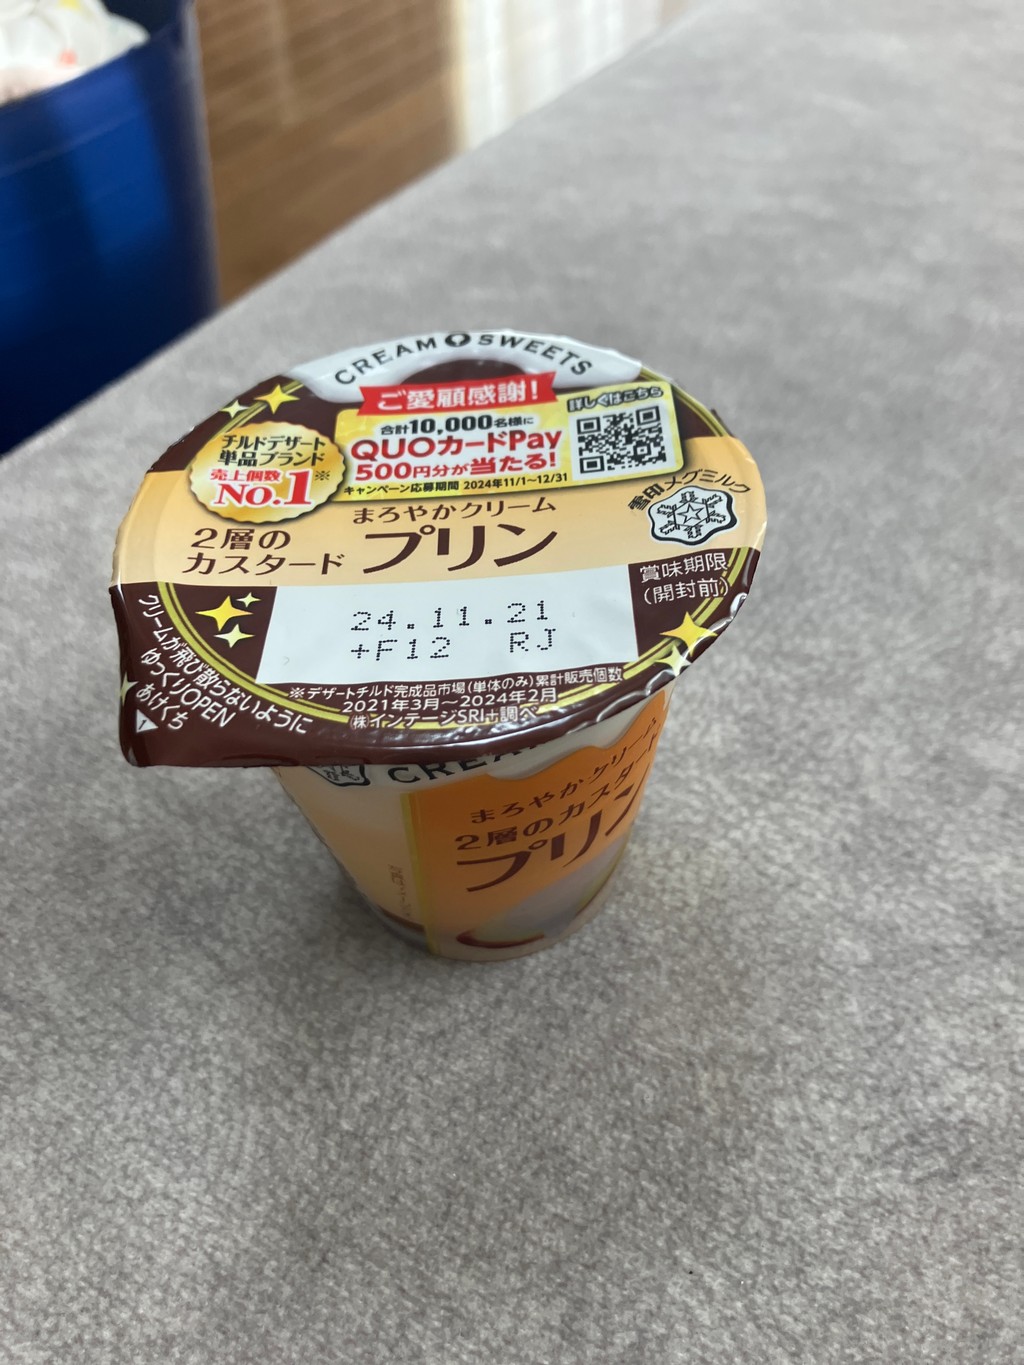 CREAM SWEETS
ご愛顧感謝!
詳しくはこちら
合計10,000名様に
QUOカードPay
500円分が当たる!
キャンペーン応募期間 2024年11/1~12/31
チルドデザート
単品ブランド
売上個数※
No.1
雪印メグミルク
まろやかクリーム
2層の
カスタード
プリン
賞味期限
(開封前)
24.11.21
+F12 RJ
クリームが飛び散らないように
ゆっくりOPEN
あけくち
1
※デザートチルド完成品市場(単体のみ)累計販売個数
2021年3月~2024年2月
㈱インテージSRI+調べ
まろやかクリーム
2層のカスタ
プリン